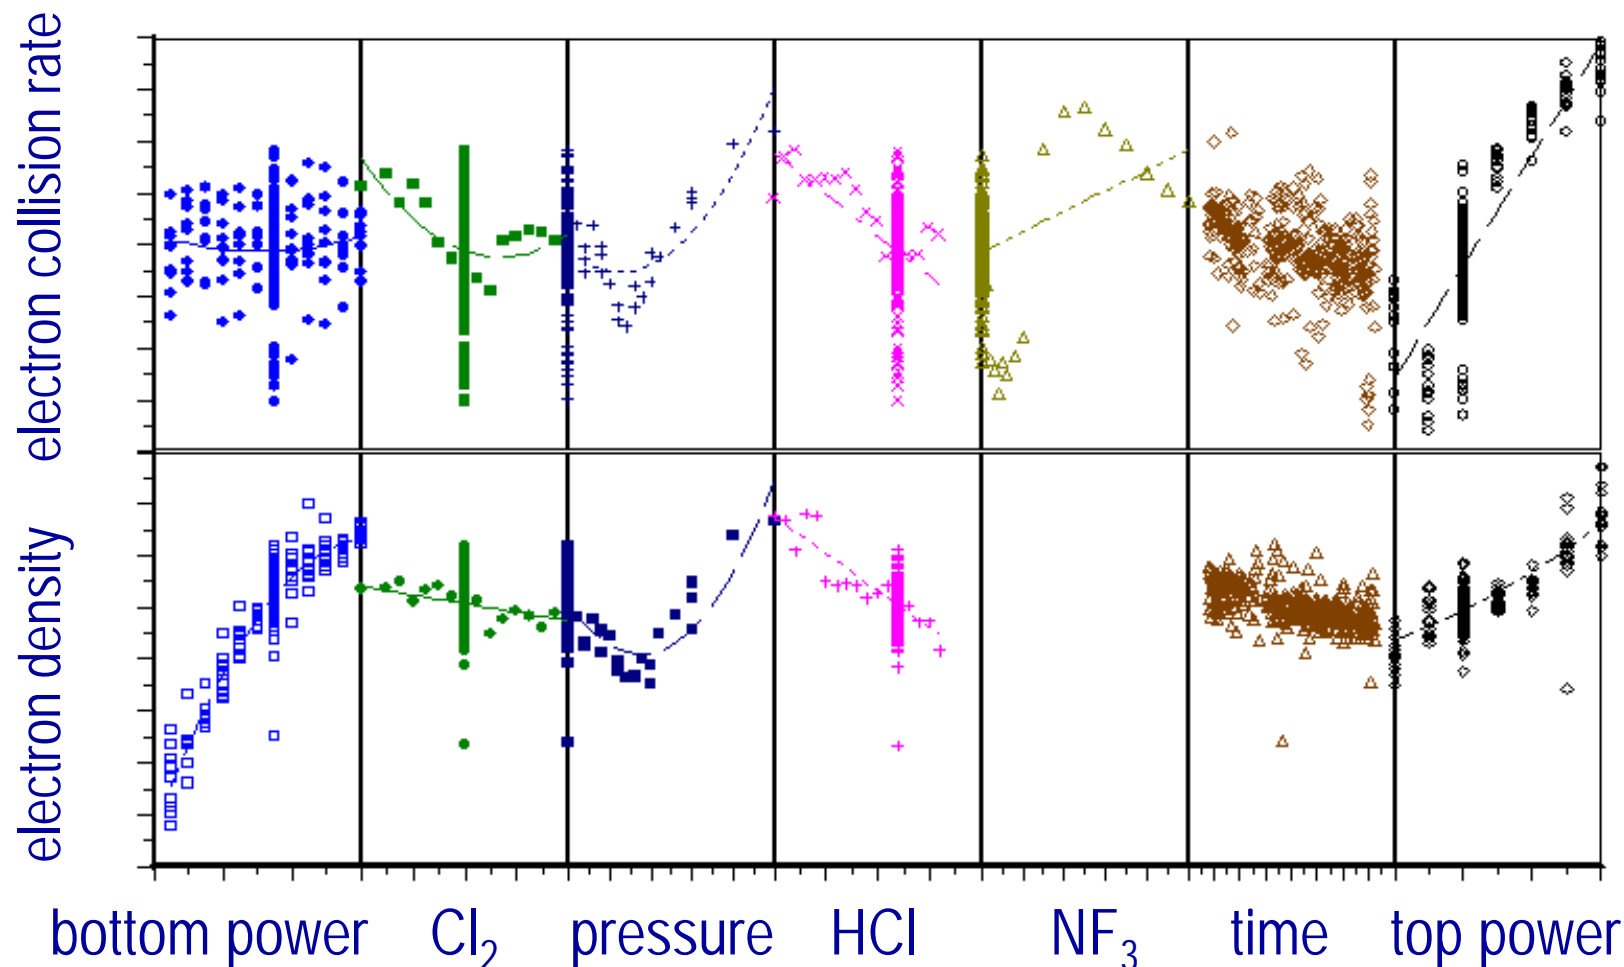 electron collision rate
electron density
bottom power
Cl₂
pressure
HCl
NF₃
time
top power